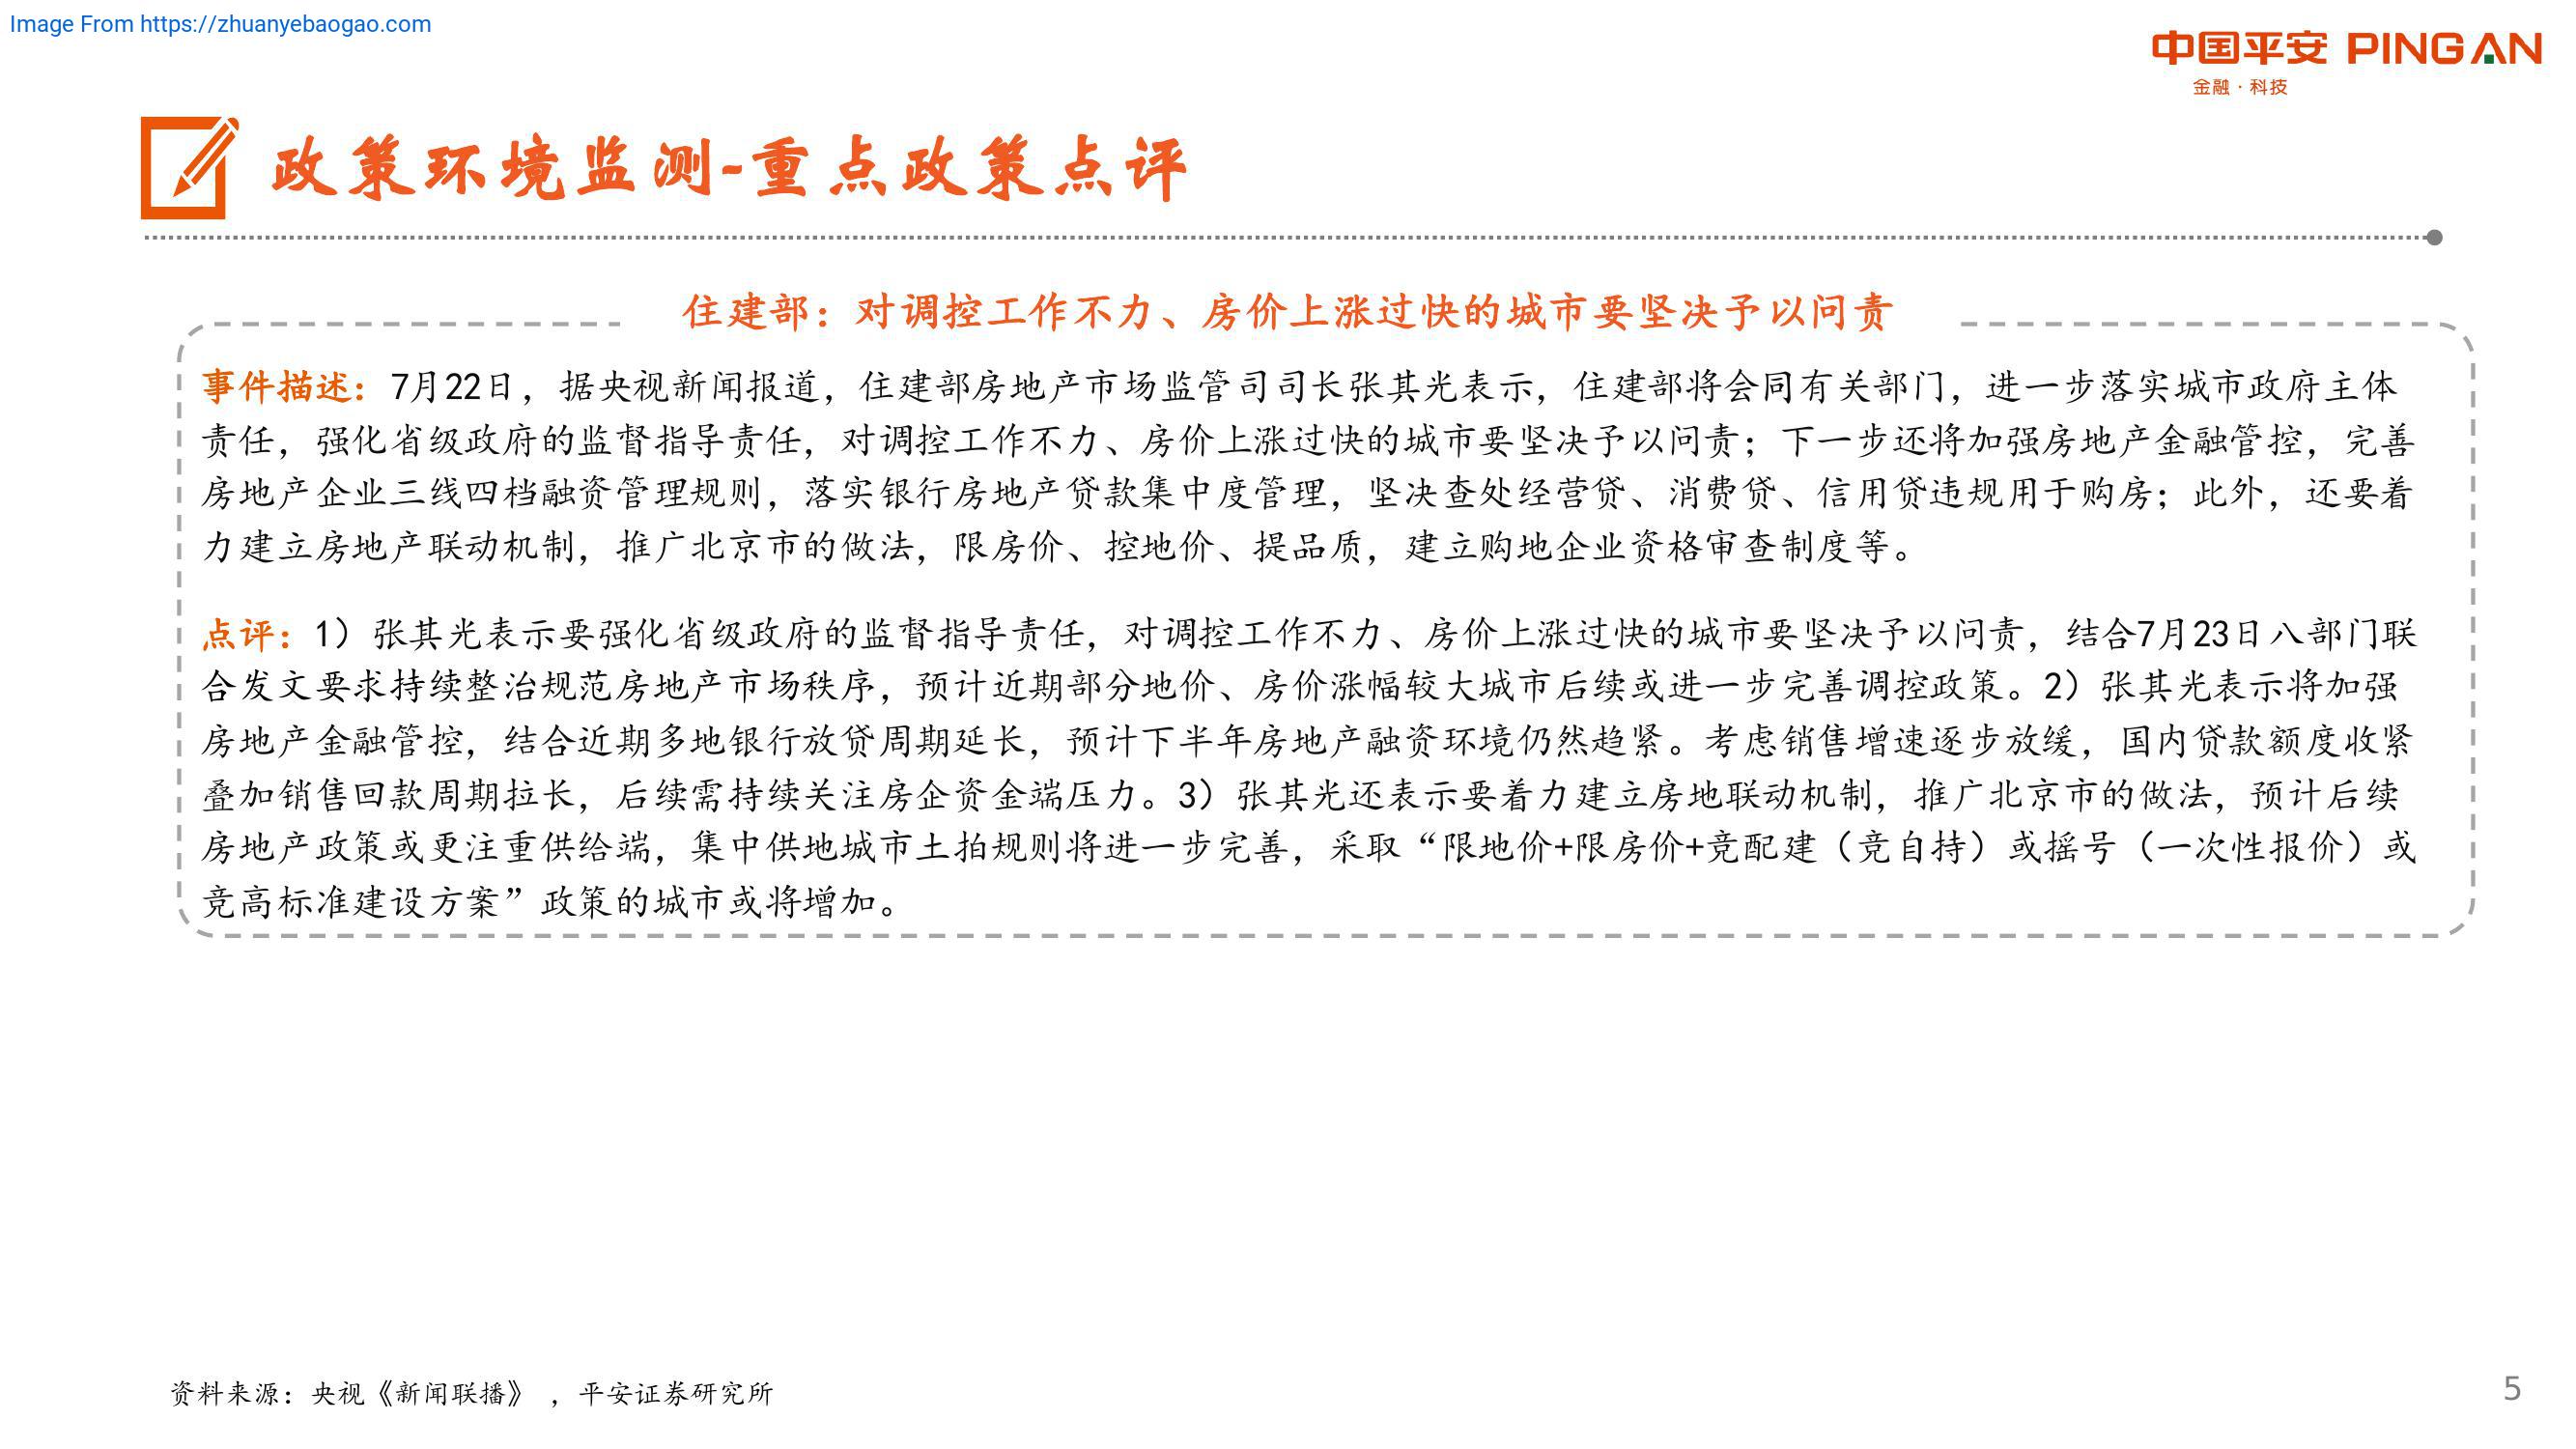 Image From https://zhuanyebaogao.com
中国平安 PINGAN
金融·科技
政策环境监测-重点政策点评
住建部：对调控工作不力、房价上涨过快的城市要坚决予以问责
事件描述：7月22日，据央视新闻报道，住建部房地产市场监管司司长张其光表示，住建部将会同有关部门，进一步落实城市政府主体
责任，强化省级政府的监督指导责任，对调控工作不力、房价上涨过快的城市要坚决予以问责；下一步还将加强房地产金融管控，完善
房地产企业三线四档融资管理规则，落实银行房地产贷款集中度管理，坚决查处经营贷、消费贷、信用贷违规用于购房；此外，还要着
力建立房地产联动机制，推广北京市的做法，限房价、控地价、提品质，建立购地企业资格审查制度等。
点评：1）张其光表示要强化省级政府的监督指导责任，对调控工作不力、房价上涨过快的城市要坚决予以问责，结合7月23日八部门联
合发文要求持续整治规范房地产市场秩序，预计近期部分地价、房价涨幅较大城市后续或进一步完善调控政策。2）张其光表示将加强
房地产金融管控，结合近期多地银行放贷周期延长，预计下半年房地产融资环境仍然趋紧。考虑销售增速逐步放缓，国内贷款额度收紧
叠加销售回款周期拉长，后续需持续关注房企资金端压力。3）张其光还表示要着力建立房地联动机制，推广北京市的做法，预计后续
房地产政策或更注重供给端，集中供地城市土拍规则将进一步完善，采取“限地价+限房价+竞配建（竞自持）或摇号（一次性报价）或
竞高标准建设方案”政策的城市或将增加。
资料来源：央视《新闻联播》，平安证券研究所
5